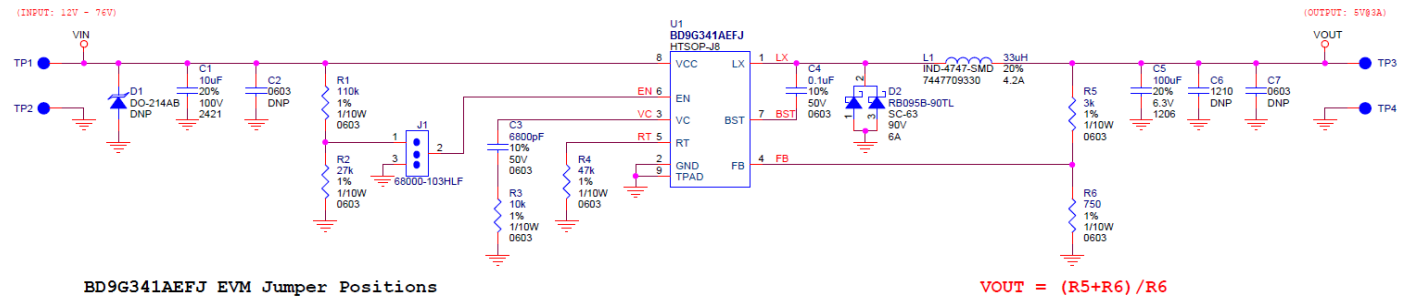 (INPUT: 12V - 76V)
(OUTPUT: 5V@3A)
VIN
VOUT
TP1
TP2
TP3
TP4
D1
DO-214AB
DNP
C1
10uF
20%
100V
2421
C2
0603
DNP
R1
110k
1%
1/10W
0603
R2
27k
1%
1/10W
0603
J1
1
2
3
68000-103HLF
C3
6800pF
10%
50V
0603
R3
10k
1%
1/10W
0603
R4
47k
1%
1/10W
0603
EN 6
VC 3
RT 5
2
9
8
U1
BD9G341AEFJ
HTSOP-J8
VCC
LX
EN
VC
BST
RT
GND
FB
TPAD
1 LX
7 BST
4 FB
C4
0.1uF
10%
50V
0603
2
1
3
D2
RB095B-90TL
SC-63
90V
6A
L1
33uH
IND-4747-SMD
20%
7447709330
4.2A
R5
3k
1%
1/10W
0603
R6
750
1%
1/10W
0603
C5
100uF
20%
6.3V
1206
C6
1210
DNP
C7
0603
DNP
BD9G341AEFJ EVM Jumper Positions
VOUT = (R5+R6)/R6